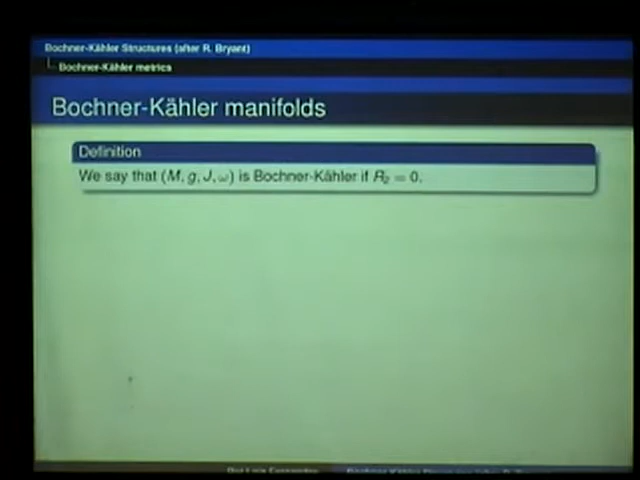 Bochner-Kähler Structures (after R. Bryant)
Bochner-Kähler metrics
Bochner-Kähler manifolds
Definition
We say that (M, g, J, ω) is Bochner-Kähler if R₂ = 0.